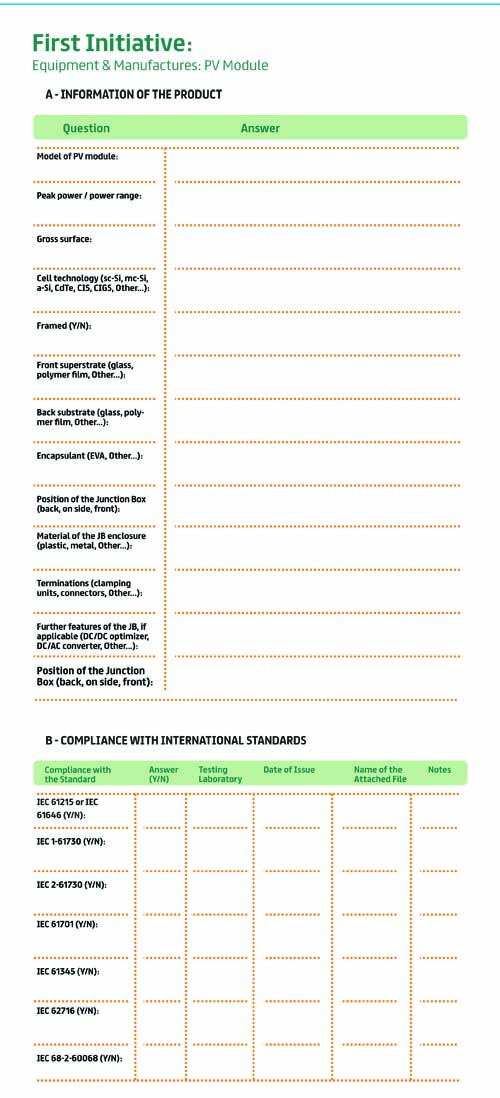 First Initiative:
Equipment & Manufactures: PV Module
A - INFORMATION OF THE PRODUCT
Question Answer
Model of PV module:
Peak power / power range:
Gross surface:
Cell technology (sc-Si, mc-Si,
a-Si, CdTe, CIS, CIGS, Other...):
Framed (Y/N):
Front superstrate (glass,
polymer film, Other...):
Back substrate (glass, poly-
mer film, Other...):
Encapsulant (EVA, Other...):
Position of the Junction Box
(back, on side, front):
Material of the JB enclosure
(plastic, metal, Other...):
Terminations (clamping
units, connectors, Other...):
Further features of the JB, if
applicable (DC/DC optimizer,
DC/AC converter, Other...):
Position of the Junction
Box (back, on side, front):
B - COMPLIANCE WITH INTERNATIONAL STANDARDS
Compliance with Answer Testing Date of Issue Name of the Notes
the Standard (Y/N) Laboratory Attached File
IEC 61215 or IEC
61646 (Y/N):
IEC 1-61730 (Y/N):
IEC 2-61730 (Y/N):
IEC 61701 (Y/N):
IEC 61345 (Y/N):
IEC 62716 (Y/N):
IEC 68-2-60068 (Y/N):